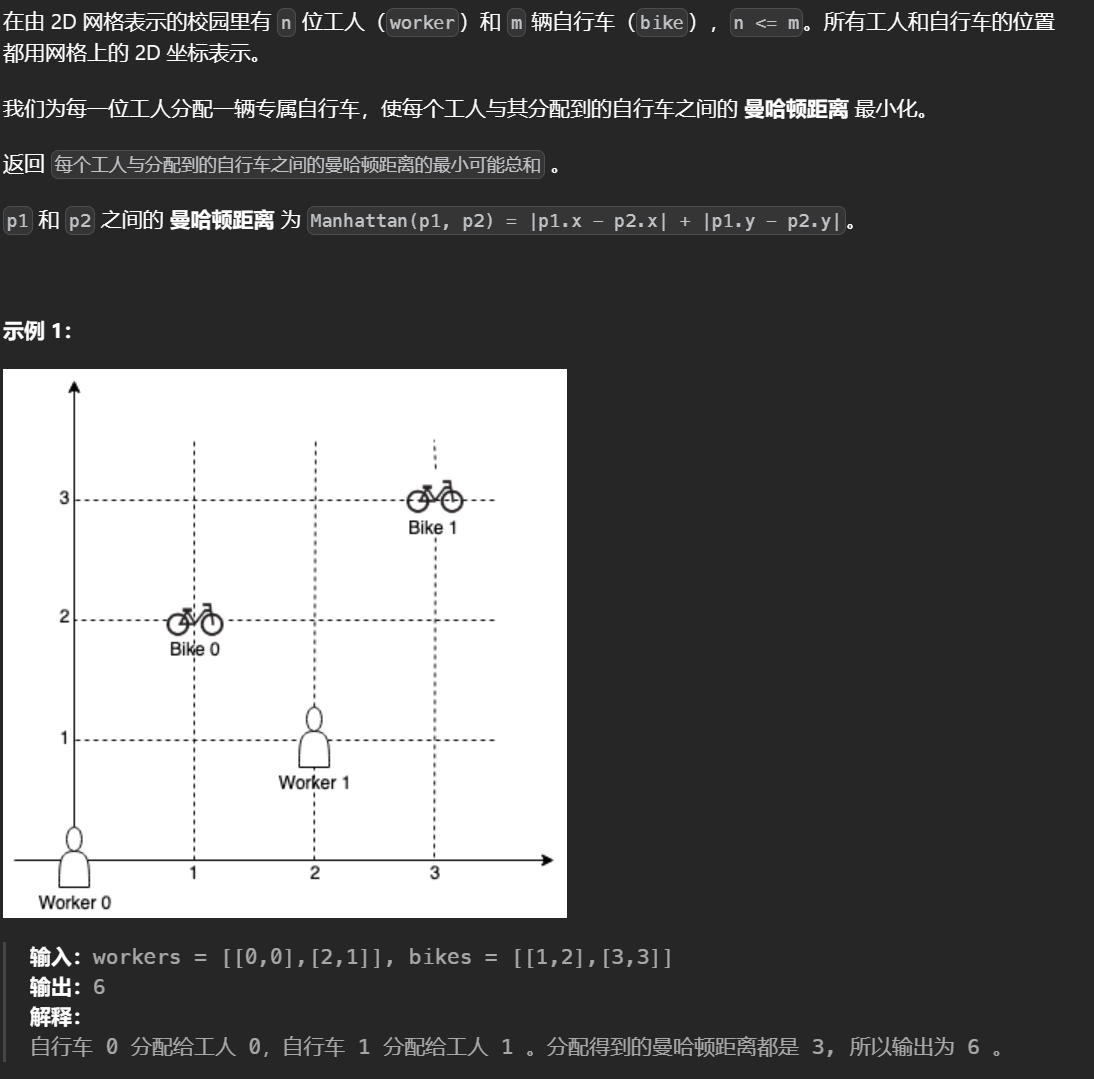 在由 2D 网格表示的校园里有 n 位工人（worker）和 m 辆自行车（bike），n <= m。所有工人和自行车的位置
都用网格上的 2D 坐标表示。
我们为每一位工人分配一辆专属自行车，使每个工人与其分配到的自行车之间的 曼哈顿距离 最小化。
返回 每个工人与分配到的自行车之间的曼哈顿距离的最小可能总和 。
p1 和 p2 之间的 曼哈顿距离 为 Manhattan(p1, p2) = |p1.x - p2.x| + |p1.y - p2.y|。
示例 1：
3
Bike 1
2
Bike 0
1
Worker 1
1
2
3
Worker 0
输入：workers = [[0,0],[2,1]], bikes = [[1,2],[3,3]]
输出：6
解释：
自行车 0 分配给工人 0，自行车 1 分配给工人 1 。分配得到的曼哈顿距离都是 3, 所以输出为 6 。